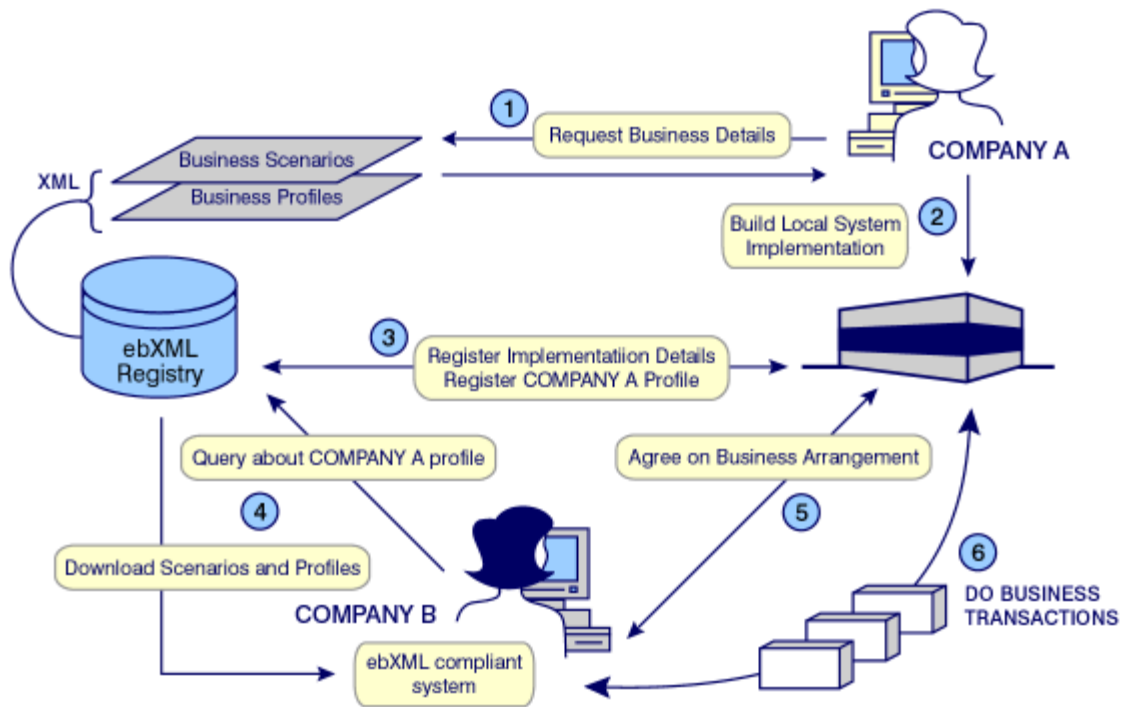 1
Request Business Details
COMPANY A
XML
Business Scenarios
Business Profiles
2
Build Local System
Implementation
ebXML
Registry
3
Register Implementatiion Details
Register COMPANY A Profile
Query about COMPANY A profile
Agree on Business Arrangement
4
5
Download Scenarios and Profiles
6
DO BUSINESS
TRANSACTIONS
COMPANY B
ebXML compliant
system